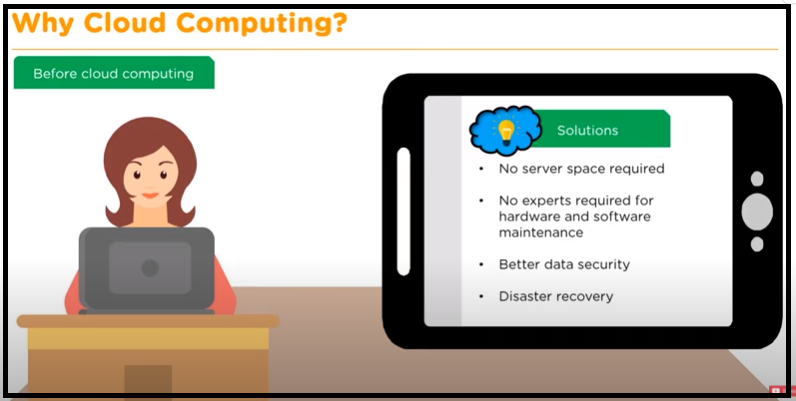 Why Cloud Computing?
Before cloud computing
Solutions
• No server space required
• No experts required for
hardware and software
maintenance
• Better data security
• Disaster recovery